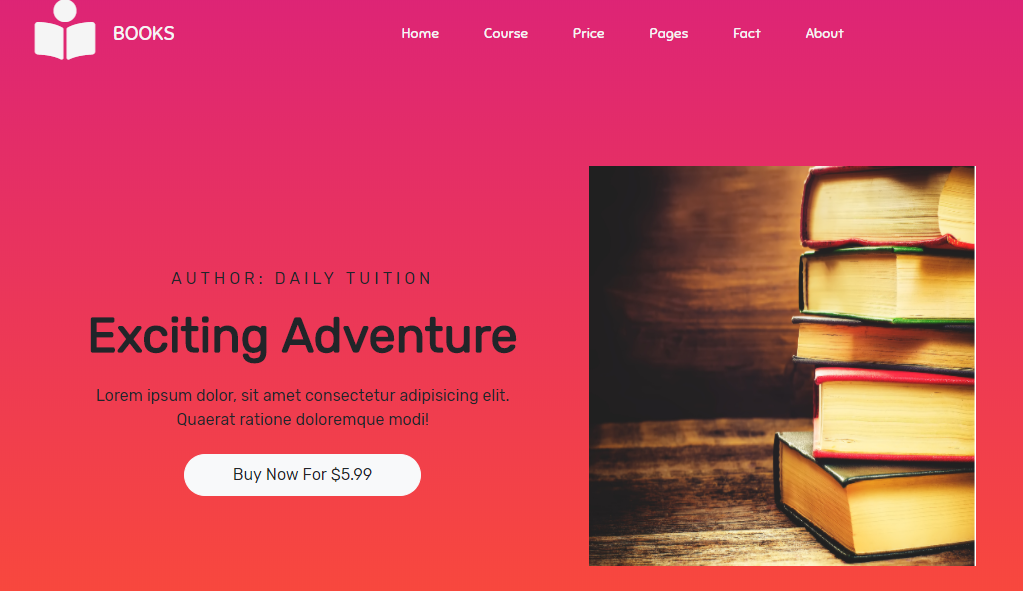 BOOKS
Home Course Price Pages Fact About
AUTHOR: DAILY TUITION
Exciting Adventure
Lorem ipsum dolor, sit amet consectetur adipisicing elit.
Quaerat ratione doloremque modi!
Buy Now For $5.99